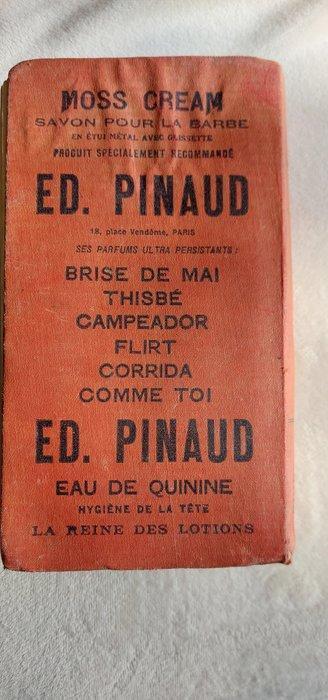 MOSS CREAM
SAVON POUR LA BARBE
EN ÉTUI MÉTAL AVEC GLISSETTE
PRODUIT SPÉCIALEMENT RECOMMANDÉ
ED. PINAUD
18, place Vendôme, PARIS
SES PARFUMS ULTRA PERSISTANTS :
BRISE DE MAI
THISBÉ
CAMPEADOR
FLIRT
CORRIDA
COMME TOI
ED. PINAUD
EAU DE QUININE
HYGIÈNE DE LA TÊTE
LA REINE DES LOTIONS